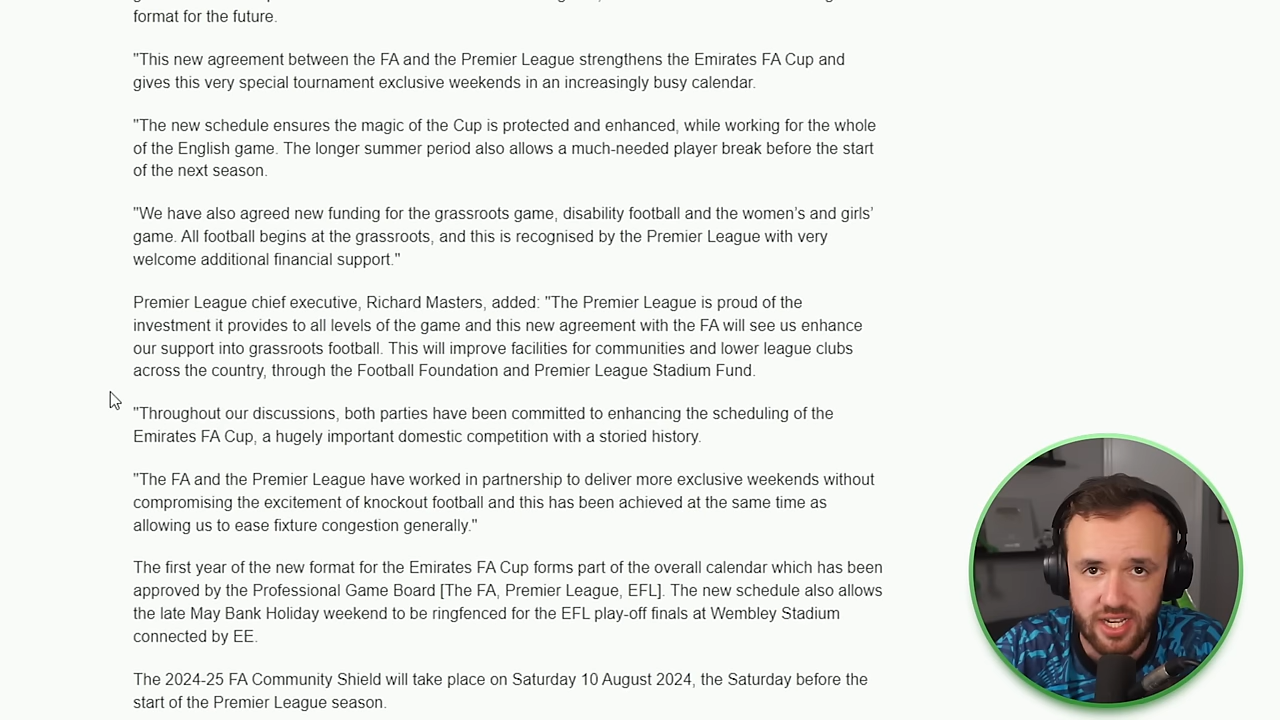 format for the future.
"This new agreement between the FA and the Premier League strengthens the Emirates FA Cup and
gives this very special tournament exclusive weekends in an increasingly busy calendar.
"The new schedule ensures the magic of the Cup is protected and enhanced, while working for the whole
of the English game. The longer summer period also allows a much-needed player break before the start
of the next season.
"We have also agreed new funding for the grassroots game, disability football and the women’s and girls’
game. All football begins at the grassroots, and this is recognised by the Premier League with very
welcome additional financial support."
Premier League chief executive, Richard Masters, added: "The Premier League is proud of the
investment it provides to all levels of the game and this new agreement with the FA will see us enhance
our support into grassroots football. This will improve facilities for communities and lower league clubs
across the country, through the Football Foundation and Premier League Stadium Fund.
"Throughout our discussions, both parties have been committed to enhancing the scheduling of the
Emirates FA Cup, a hugely important domestic competition with a storied history.
"The FA and the Premier League have worked in partnership to deliver more exclusive weekends without
compromising the excitement of knockout football and this has been achieved at the same time as
allowing us to ease fixture congestion generally."
The first year of the new format for the Emirates FA Cup forms part of the overall calendar which has been
approved by the Professional Game Board [The FA, Premier League, EFL]. The new schedule also allows
the late May Bank Holiday weekend to be ringfenced for the EFL play-off finals at Wembley Stadium
connected by EE.
The 2024-25 FA Community Shield will take place on Saturday 10 August 2024, the Saturday before the
start of the Premier League season.